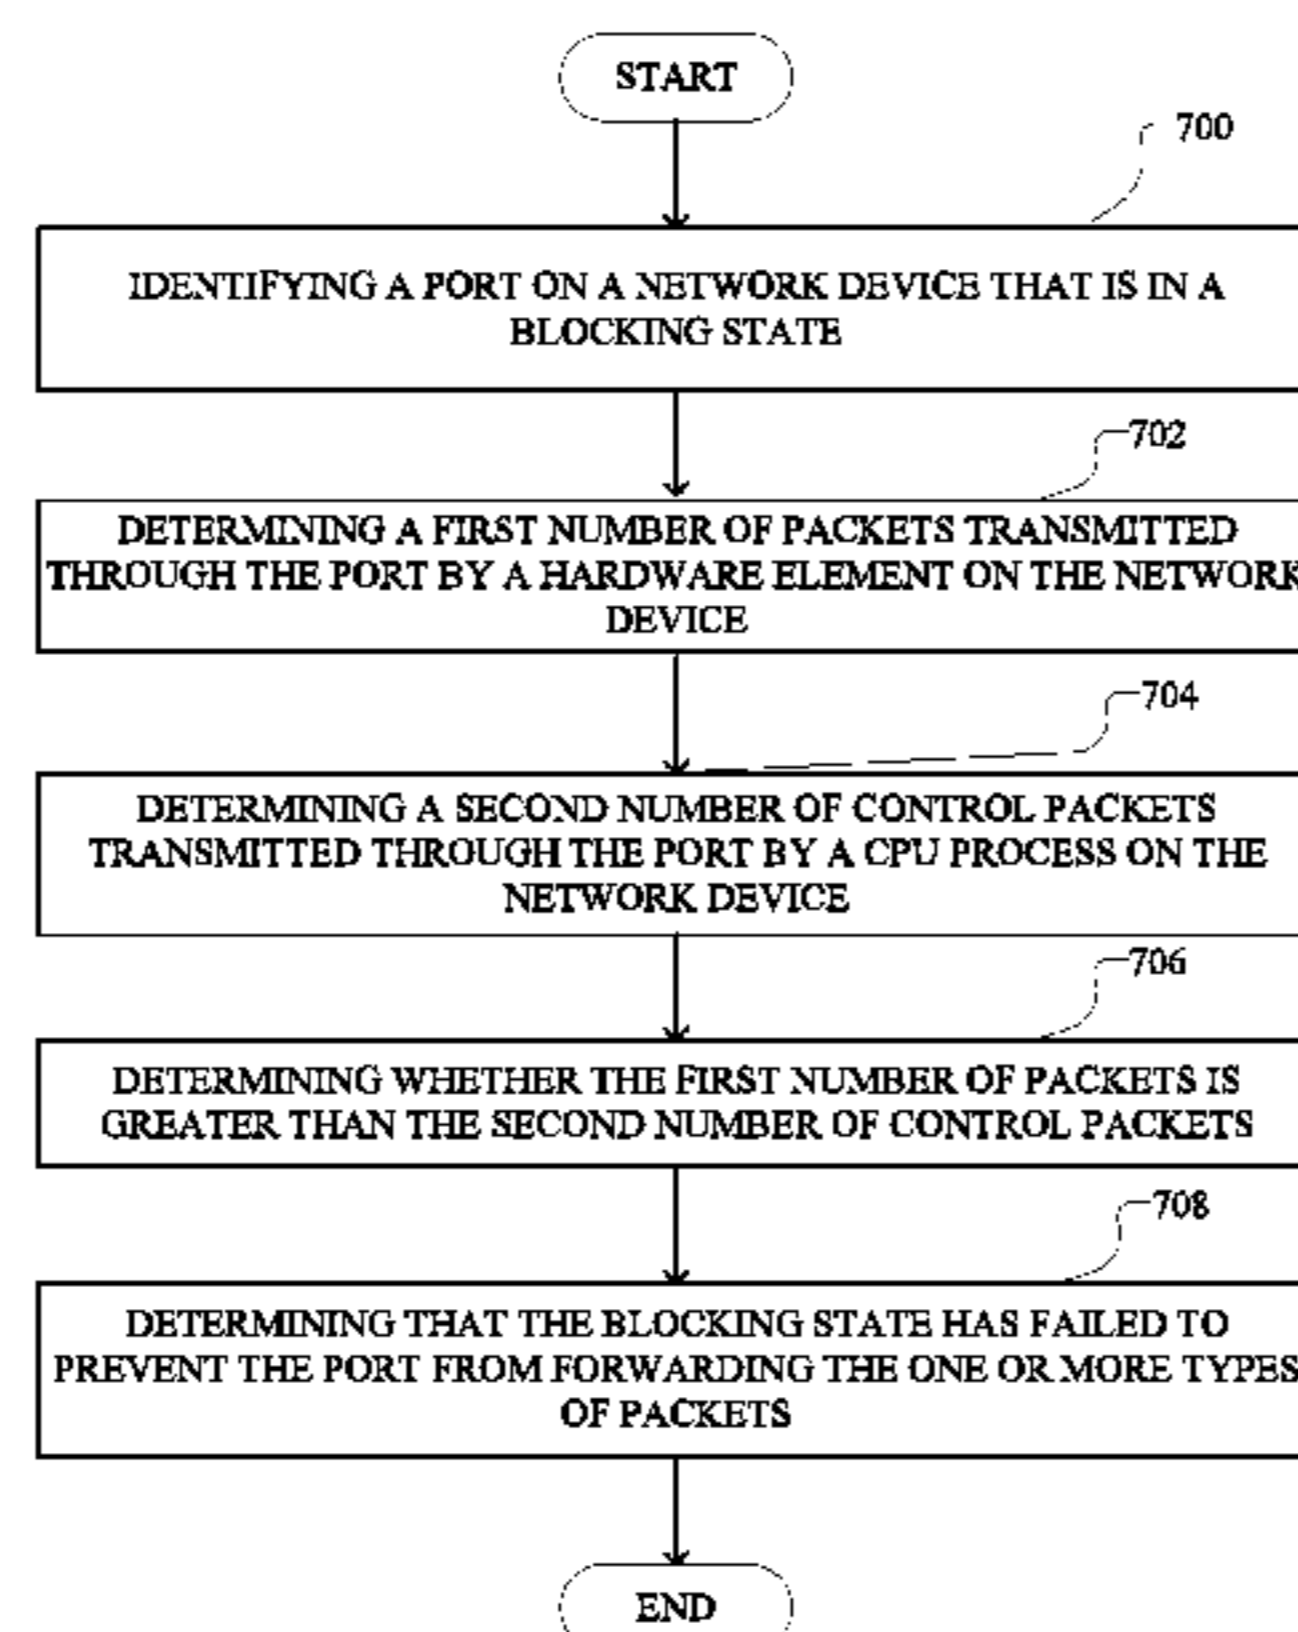 START
700
IDENTIFYING A PORT ON A NETWORK DEVICE THAT IS IN A
BLOCKING STATE
702
DETERMINING A FIRST NUMBER OF PACKETS TRANSMITTED
THROUGH THE PORT BY A HARDWARE ELEMENT ON THE NETWORK
DEVICE
704
DETERMINING A SECOND NUMBER OF CONTROL PACKETS
TRANSMITTED THROUGH THE PORT BY A CPU PROCESS ON THE
NETWORK DEVICE
706
DETERMINING WHETHER THE FIRST NUMBER OF PACKETS IS
GREATER THAN THE SECOND NUMBER OF CONTROL PACKETS
708
DETERMINING THAT THE BLOCKING STATE HAS FAILED TO
PREVENT THE PORT FROM FORWARDING THE ONE OR MORE TYPES
OF PACKETS
END